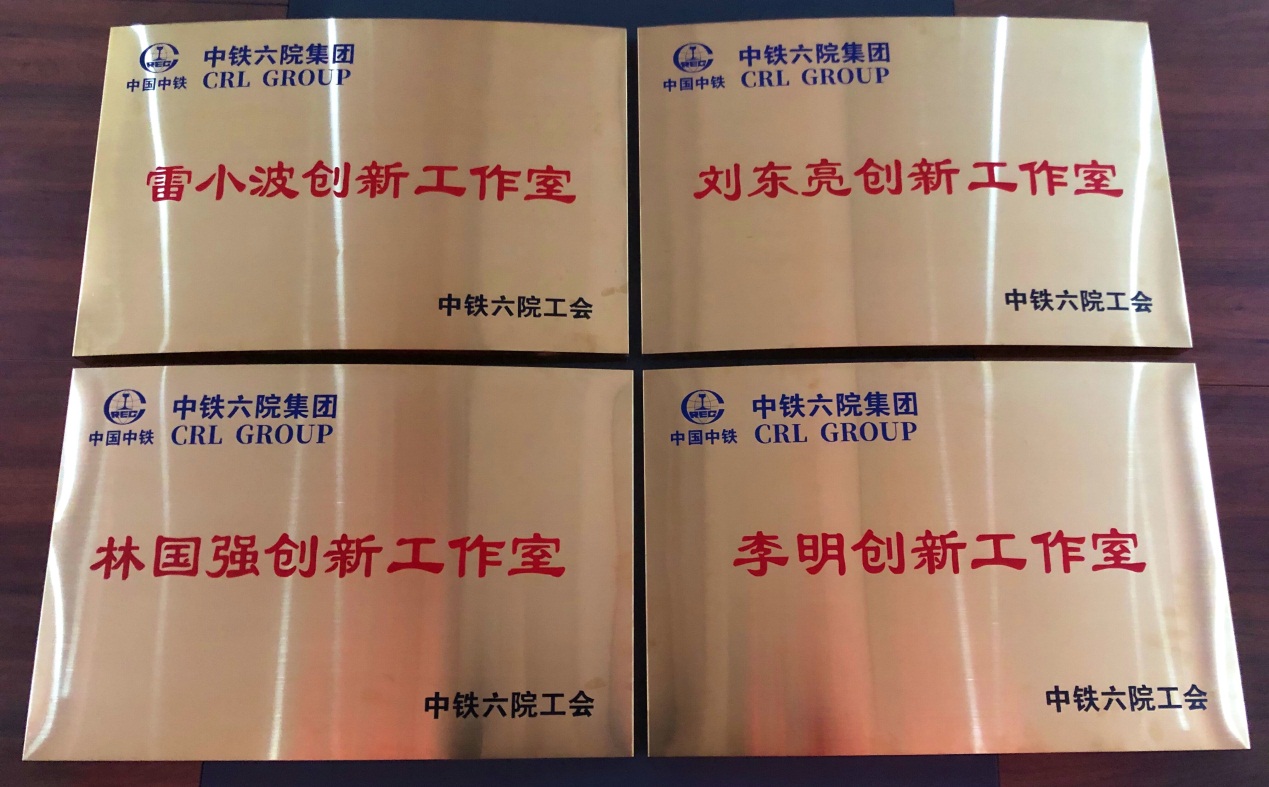 CREC
中国中铁
中铁六院集团
CRL GROUP
雷小波创新工作室
中铁六院工会
CREC
中国中铁
中铁六院集团
CRL GROUP
刘东亮创新工作室
中铁六院工会
CREC
中国中铁
中铁六院集团
CRL GROUP
林国强创新工作室
中铁六院工会
CREC
中国中铁
中铁六院集团
CRL GROUP
李明创新工作室
中铁六院工会